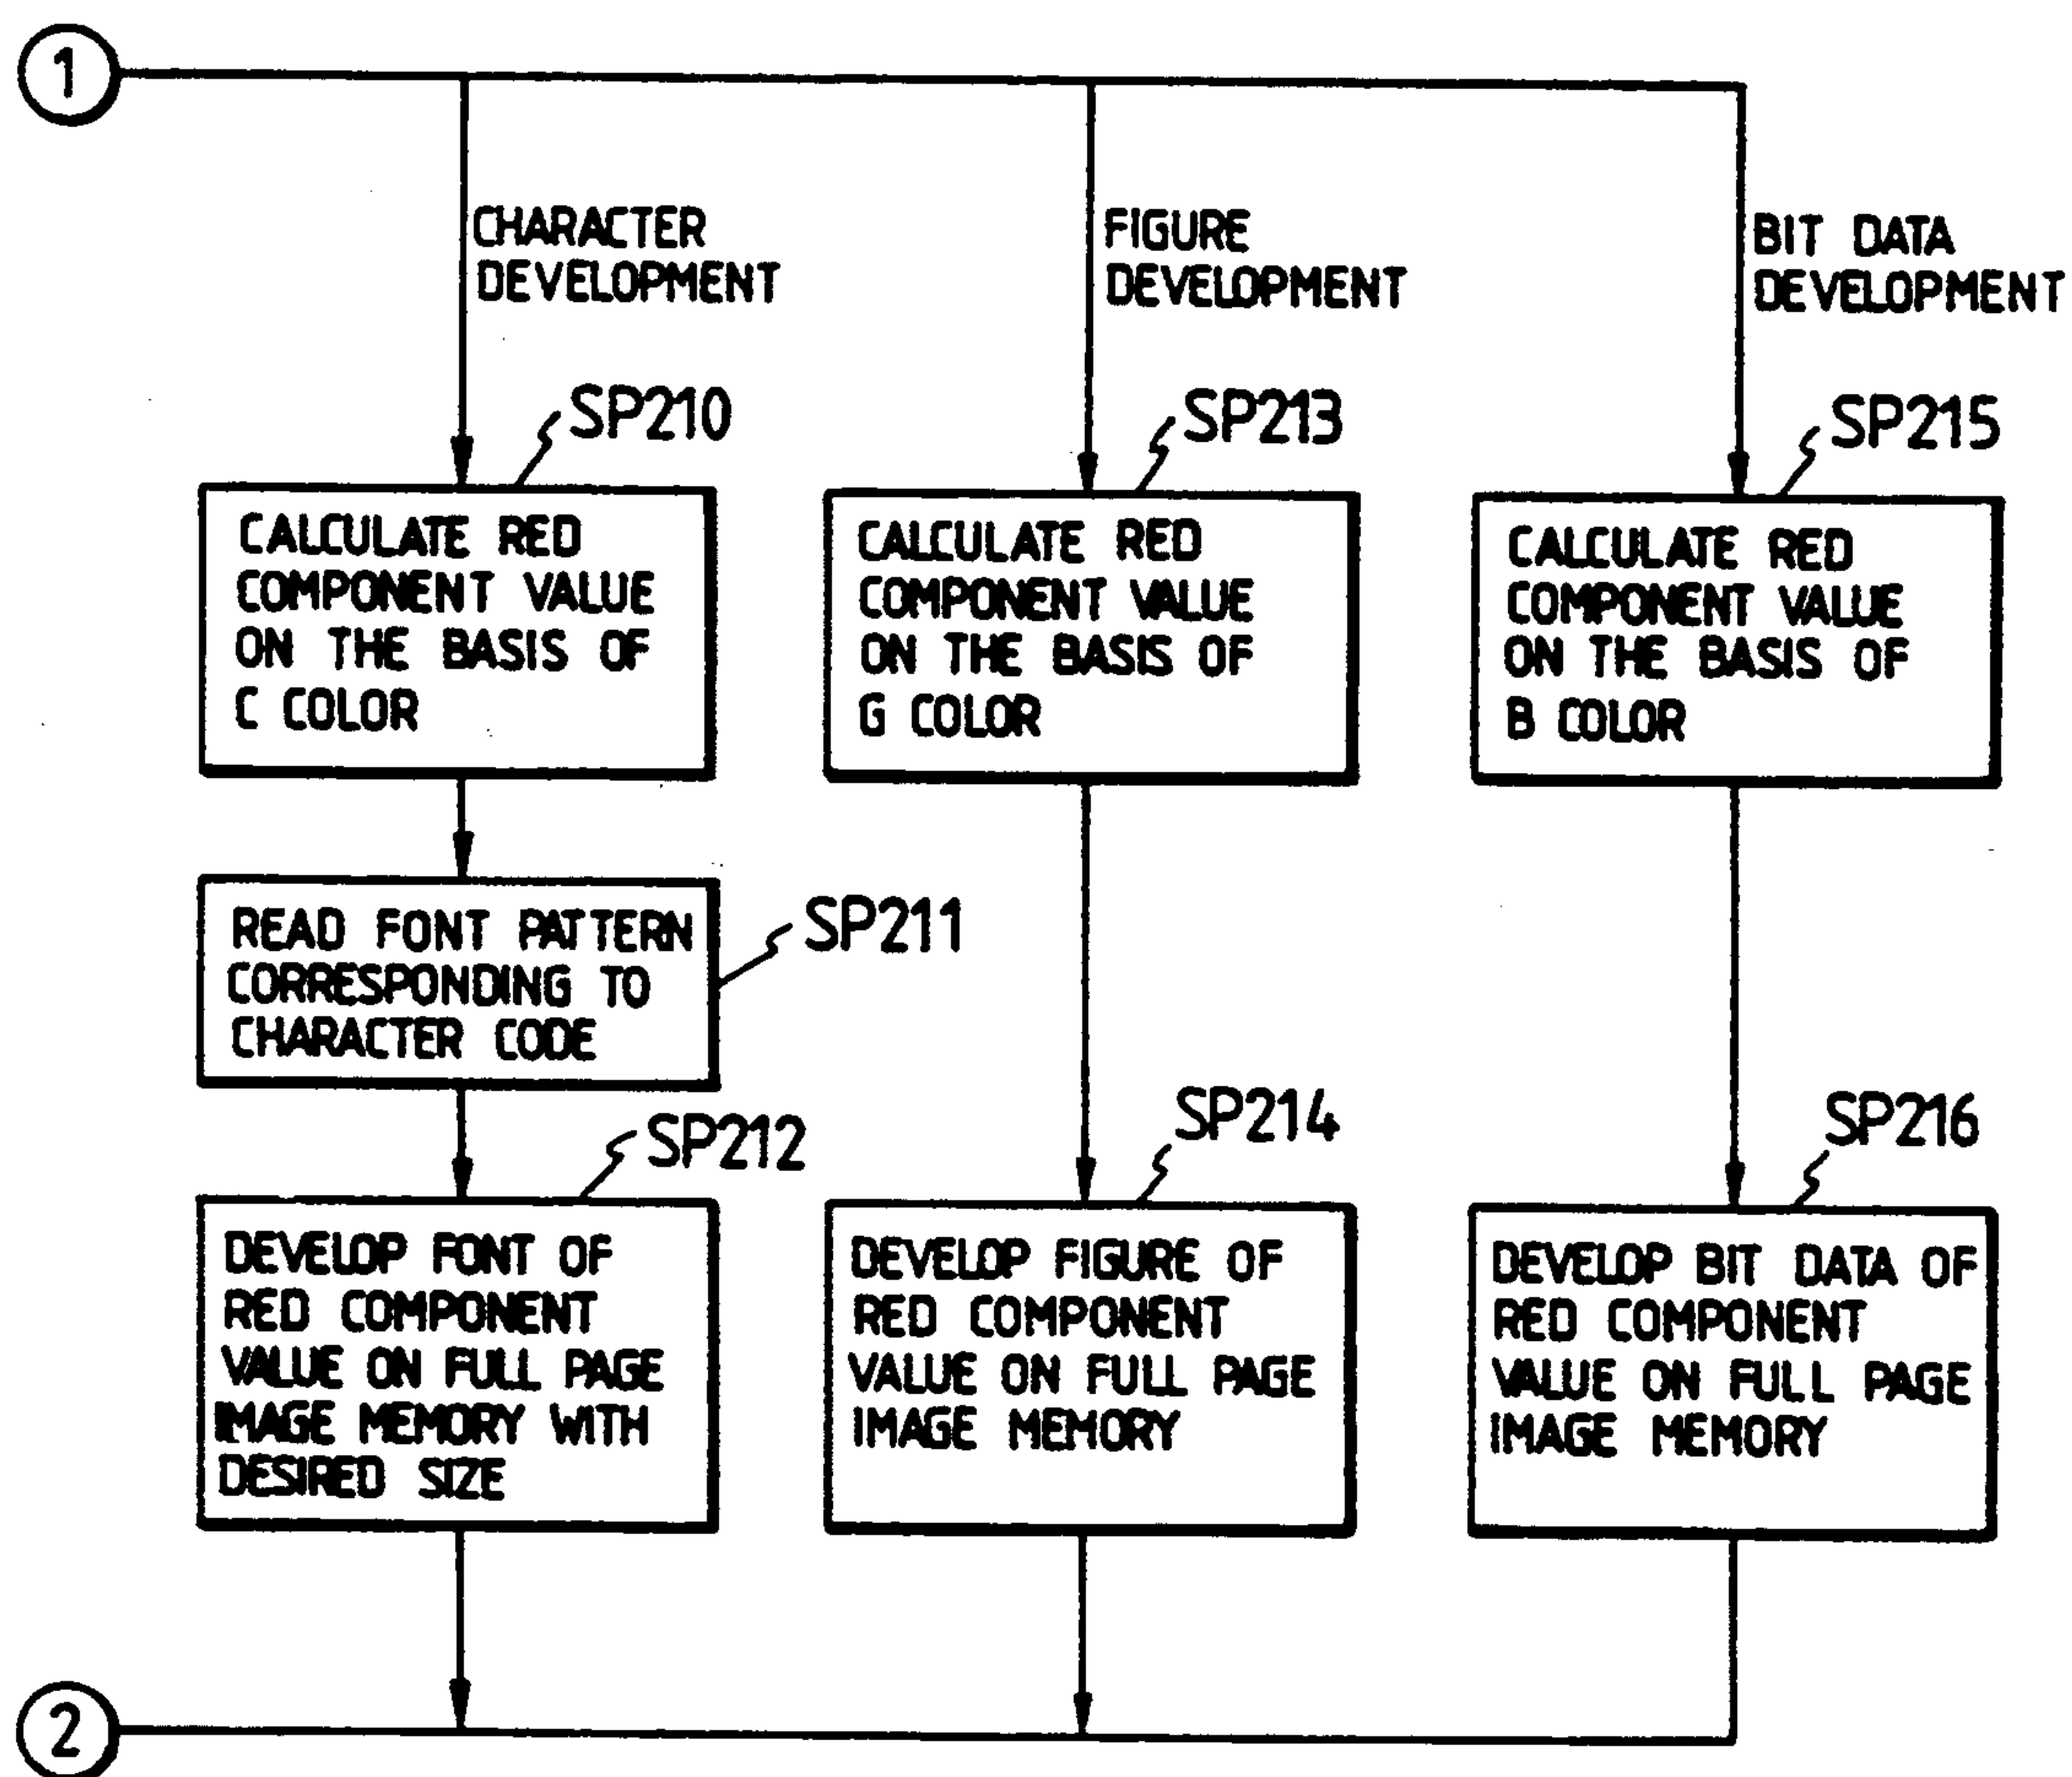 1
CHARACTER
DEVELOPMENT
FIGURE
DEVELOPMENT
BIT DATA
DEVELOPMENT
SP210
CALCULATE RED
COMPONENT VALUE
ON THE BASIS OF
C COLOR
SP213
CALCULATE RED
COMPONENT VALUE
ON THE BASIS OF
G COLOR
SP215
CALCULATE RED
COMPONENT VALUE
ON THE BASIS OF
B COLOR
READ FONT PATTERN
CORRESPONDING TO
CHARACTER CODE
SP211
SP212
DEVELOP FONT OF
RED COMPONENT
VALUE ON FULL PAGE
IMAGE MEMORY WITH
DESIRED SIZE
SP214
DEVELOP FIGURE OF
RED COMPONENT
VALUE ON FULL PAGE
IMAGE MEMORY
SP216
DEVELOP BIT DATA OF
RED COMPONENT
VALUE ON FULL PAGE
IMAGE MEMORY
2